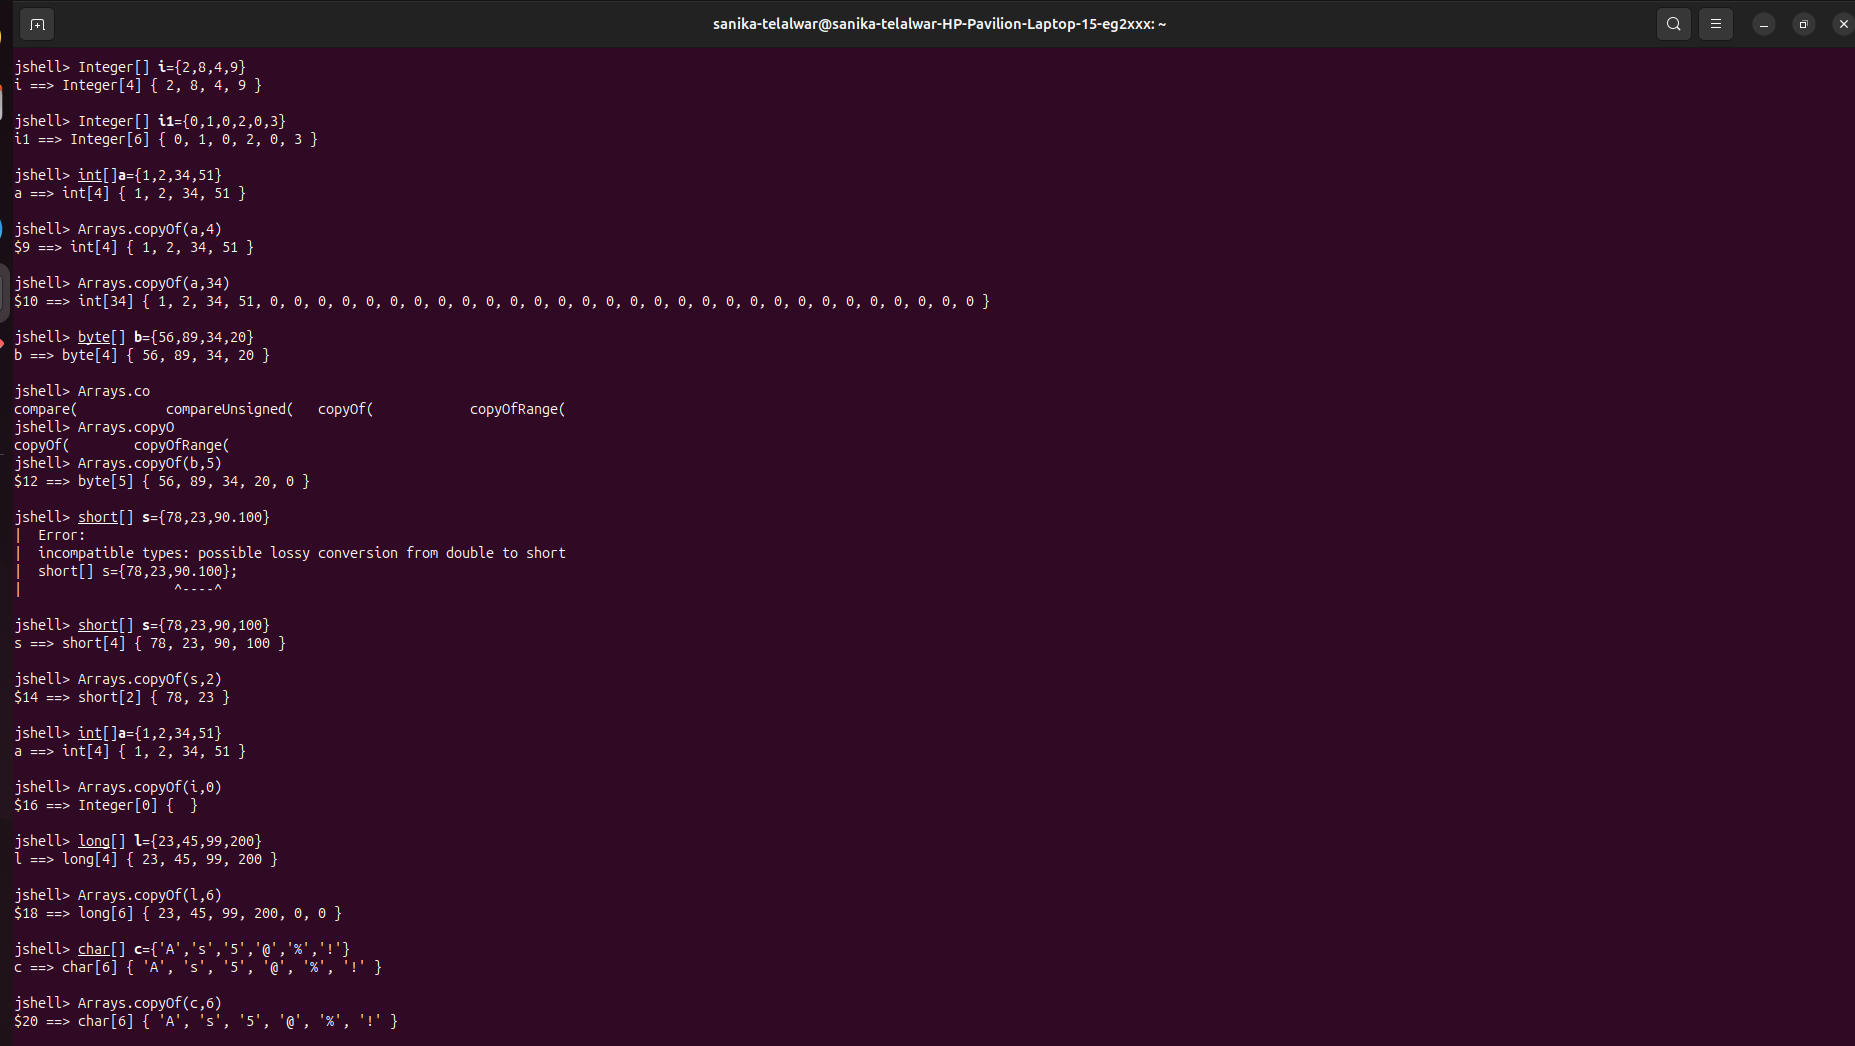 sanika-telalwar@sanika-telalwar-HP-Pavilion-Laptop-15-eg2xxx: ~
jshell> Integer[] i={2,8,4,9}
i ==> Integer[4] { 2, 8, 4, 9 }
jshell> Integer[] i1={0,1,0,2,0,3}
i1 ==> Integer[6] { 0, 1, 0, 2, 0, 3 }
jshell> int[]a={1,2,34,51}
a ==> int[4] { 1, 2, 34, 51 }
jshell> Arrays.copyOf(a,4)
$9 ==> int[4] { 1, 2, 34, 51 }
jshell> Arrays.copyOf(a,34)
$10 ==> int[34] { 1, 2, 34, 51, 0, 0, 0, 0, 0, 0, 0, 0, 0, 0, 0, 0, 0, 0, 0, 0, 0, 0, 0, 0, 0, 0, 0, 0, 0, 0, 0, 0, 0, 0 }
jshell> byte[] b={56,89,34,20}
b ==> byte[4] { 56, 89, 34, 20 }
jshell> Arrays.co
compare(           compareUnsigned(   copyOf(            copyOfRange(
jshell> Arrays.copyO
copyOf(        copyOfRange(
jshell> Arrays.copyOf(b,5)
$12 ==> byte[5] { 56, 89, 34, 20, 0 }
jshell> short[] s={78,23,90.100}
|  Error:
|  incompatible types: possible lossy conversion from double to short
|  short[] s={78,23,90.100};
|                   ^----^
jshell> short[] s={78,23,90,100}
s ==> short[4] { 78, 23, 90, 100 }
jshell> Arrays.copyOf(s,2)
$14 ==> short[2] { 78, 23 }
jshell> int[]a={1,2,34,51}
a ==> int[4] { 1, 2, 34, 51 }
jshell> Arrays.copyOf(i,0)
$16 ==> Integer[0] {  }
jshell> long[] l={23,45,99,200}
l ==> long[4] { 23, 45, 99, 200 }
jshell> Arrays.copyOf(l,6)
$18 ==> long[6] { 23, 45, 99, 200, 0, 0 }
jshell> char[] c={'A','s','5','@','%','!'}
c ==> char[6] { 'A', 's', '5', '@', '%', '!' }
jshell> Arrays.copyOf(c,6)
$20 ==> char[6] { 'A', 's', '5', '@', '%', '!' }